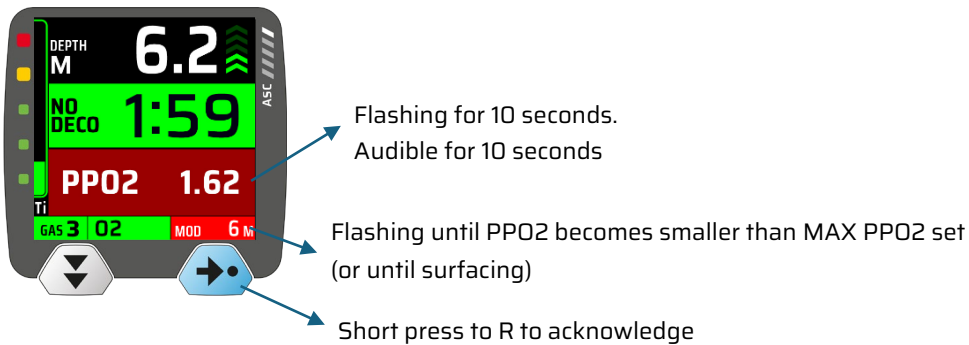 DEPTH
M 6.2
ASC
NO
DECO 1:59
PPO2 1.62
Ti
GAS 3 O2 MOD 6 M
Flashing for 10 seconds.
Audible for 10 seconds
Flashing until PPO2 becomes smaller than MAX PPO2 set
(or until surfacing)
Short press to R to acknowledge